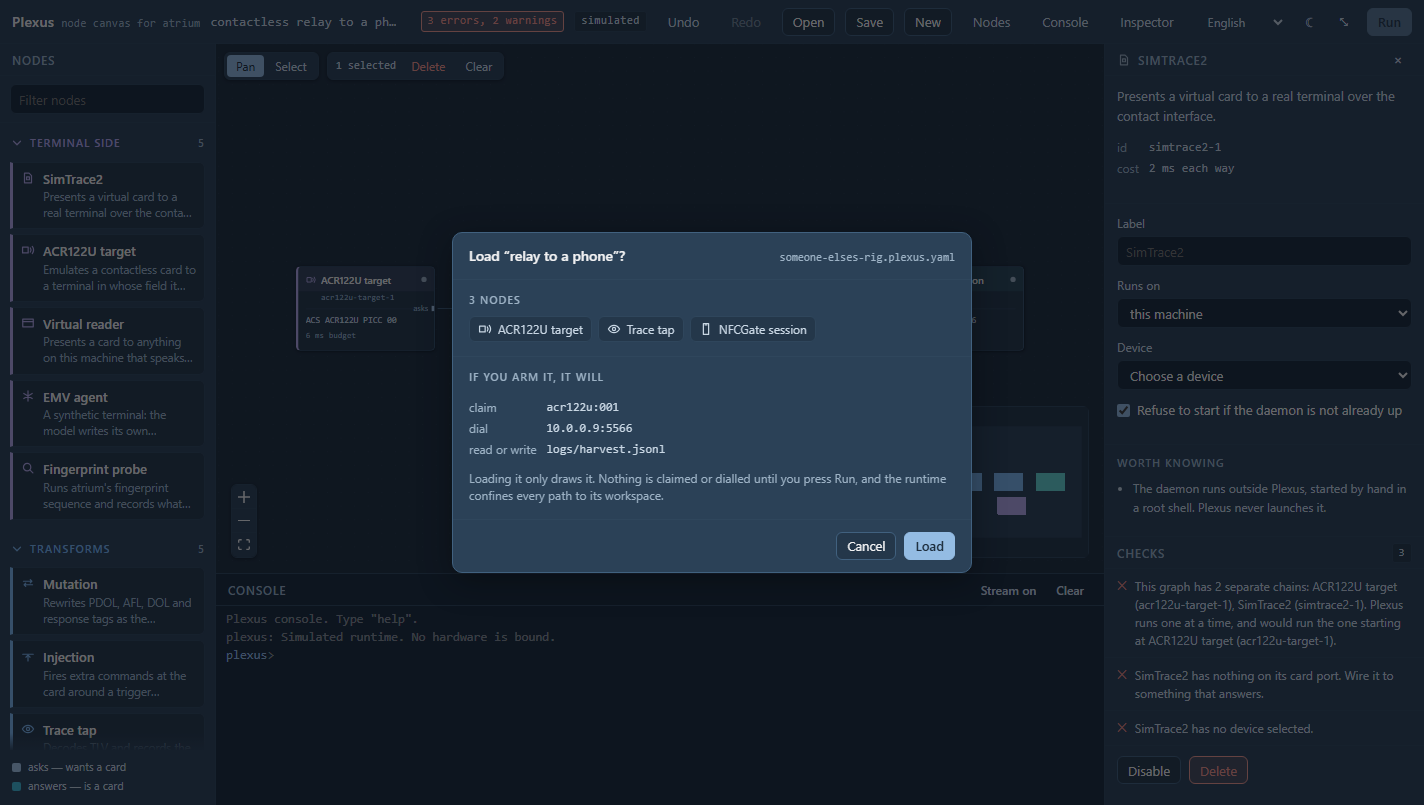 Plexus node canvas for atrium contactless relay to a ph…
3 errors, 2 warnings
simulated
Undo
Redo
Open
Save
New
Nodes
Console
Inspector
English
Run
NODES
Filter nodes
TERMINAL SIDE 5
SimTrace2
Presents a virtual card to a
real terminal over the conta…
ACR122U target
Emulates a contactless card to
a terminal in whose field it…
Virtual reader
Presents a card to anything
on this machine that speaks…
EMV agent
A synthetic terminal: the
model writes its own…
Fingerprint probe
Runs atrium's fingerprint
sequence and records what…
TRANSFORMS 5
Mutation
Rewrites PDOL, AFL, DOL and
response tags as the…
Injection
Fires extra commands at the
card around a trigger…
Trace tap
asks — wants a card
answers — is a card
Pan
Select
1 selected
Delete
Clear
ACR122U target
acr122u-target-1
asks
ACS ACR122U PICC 00
6 ms budget
Load “relay to a phone”?
someone-elses-rig.plexus.yaml
3 NODES
ACR122U target
Trace tap
NFCGate session
IF YOU ARM IT, IT WILL
claim acr122u:001
dial 10.0.0.9:5566
read or write logs/harvest.jsonl
Loading it only draws it. Nothing is claimed or dialled until you press Run, and the runtime
confines every path to its workspace.
Cancel
Load
CONSOLE
Stream on
Clear
Plexus console. Type "help".
plexus: Simulated runtime. No hardware is bound.
plexus>
SIMTRACE2
Presents a virtual card to a real terminal over the
contact interface.
id simtrace2-1
cost 2 ms each way
Label
SimTrace2
Runs on
this machine
Device
Choose a device
Refuse to start if the daemon is not already up
WORTH KNOWING
• The daemon runs outside Plexus, started by hand in
a root shell. Plexus never launches it.
CHECKS 3
This graph has 2 separate chains: ACR122U target
(acr122u-target-1), SimTrace2 (simtrace2-1). Plexus
runs one at a time, and would run the one starting
at ACR122U target (acr122u-target-1).
SimTrace2 has nothing on its card port. Wire it to
something that answers.
SimTrace2 has no device selected.
Disable
Delete